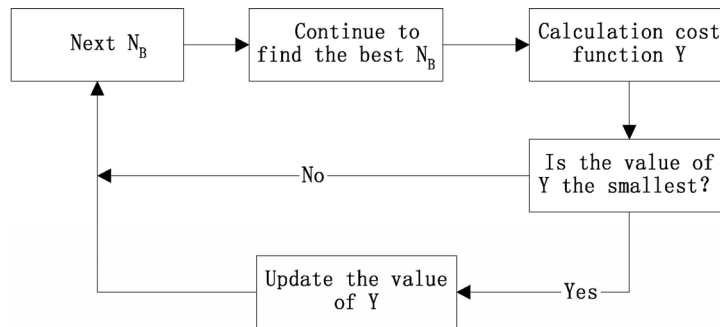 Next N_B
Continue to
find the best N_B
Calculation cost
function Y
Is the value of
Y the smallest?
No
Yes
Update the value
of Y